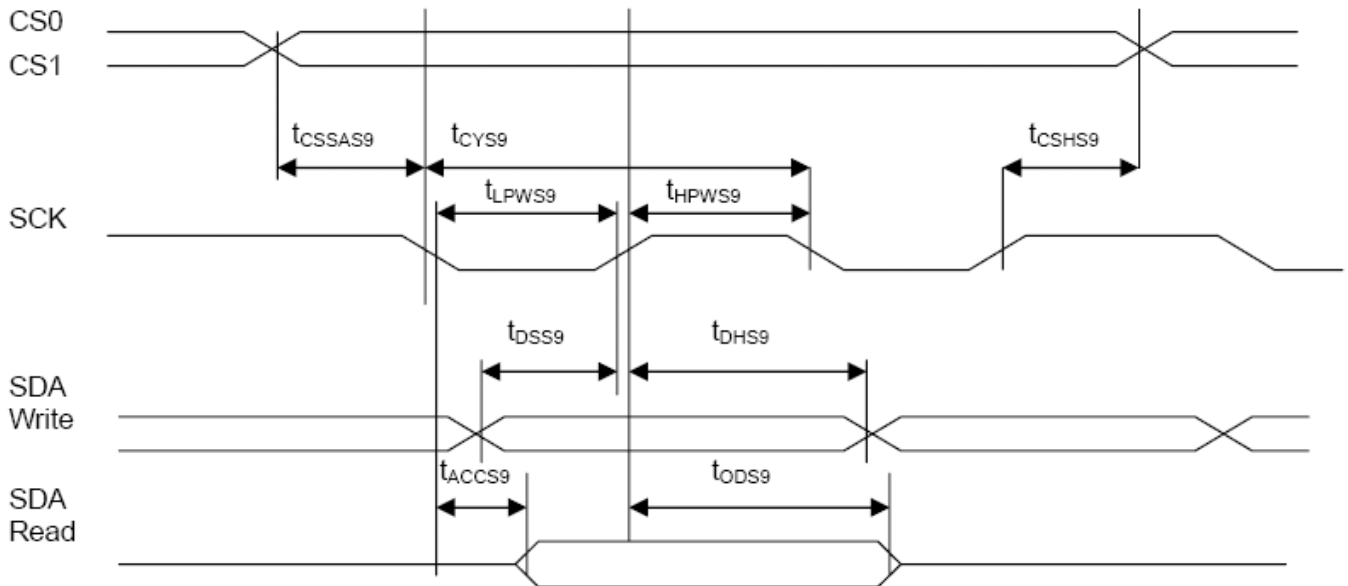 CS0
CS1
tCSSAS9
tCYS9
tCSHS9
tLPWS9
tHPWS9
SCK
tDSS9
tDHS9
SDA
Write
tACCS9
tODS9
SDA
Read